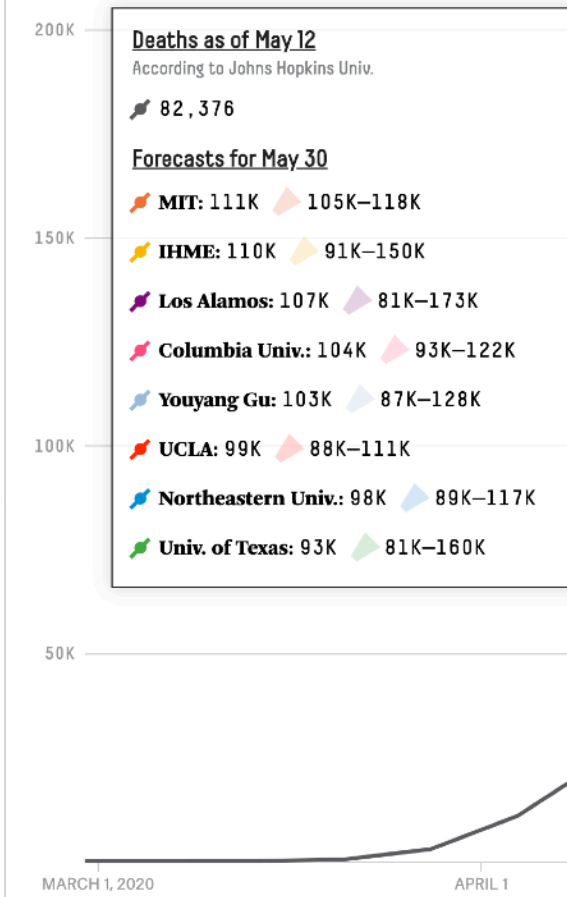 200K
Deaths as of May 12
According to Johns Hopkins Univ.
82,376
Forecasts for May 30
MIT: 111K 105K–118K
150K
IHME: 110K 91K–150K
Los Alamos: 107K 81K–173K
Columbia Univ.: 104K 93K–122K
Youyang Gu: 103K 87K–128K
100K
UCLA: 99K 88K–111K
Northeastern Univ.: 98K 89K–117K
Univ. of Texas: 93K 81K–160K
50K
MARCH 1, 2020
APRIL 1